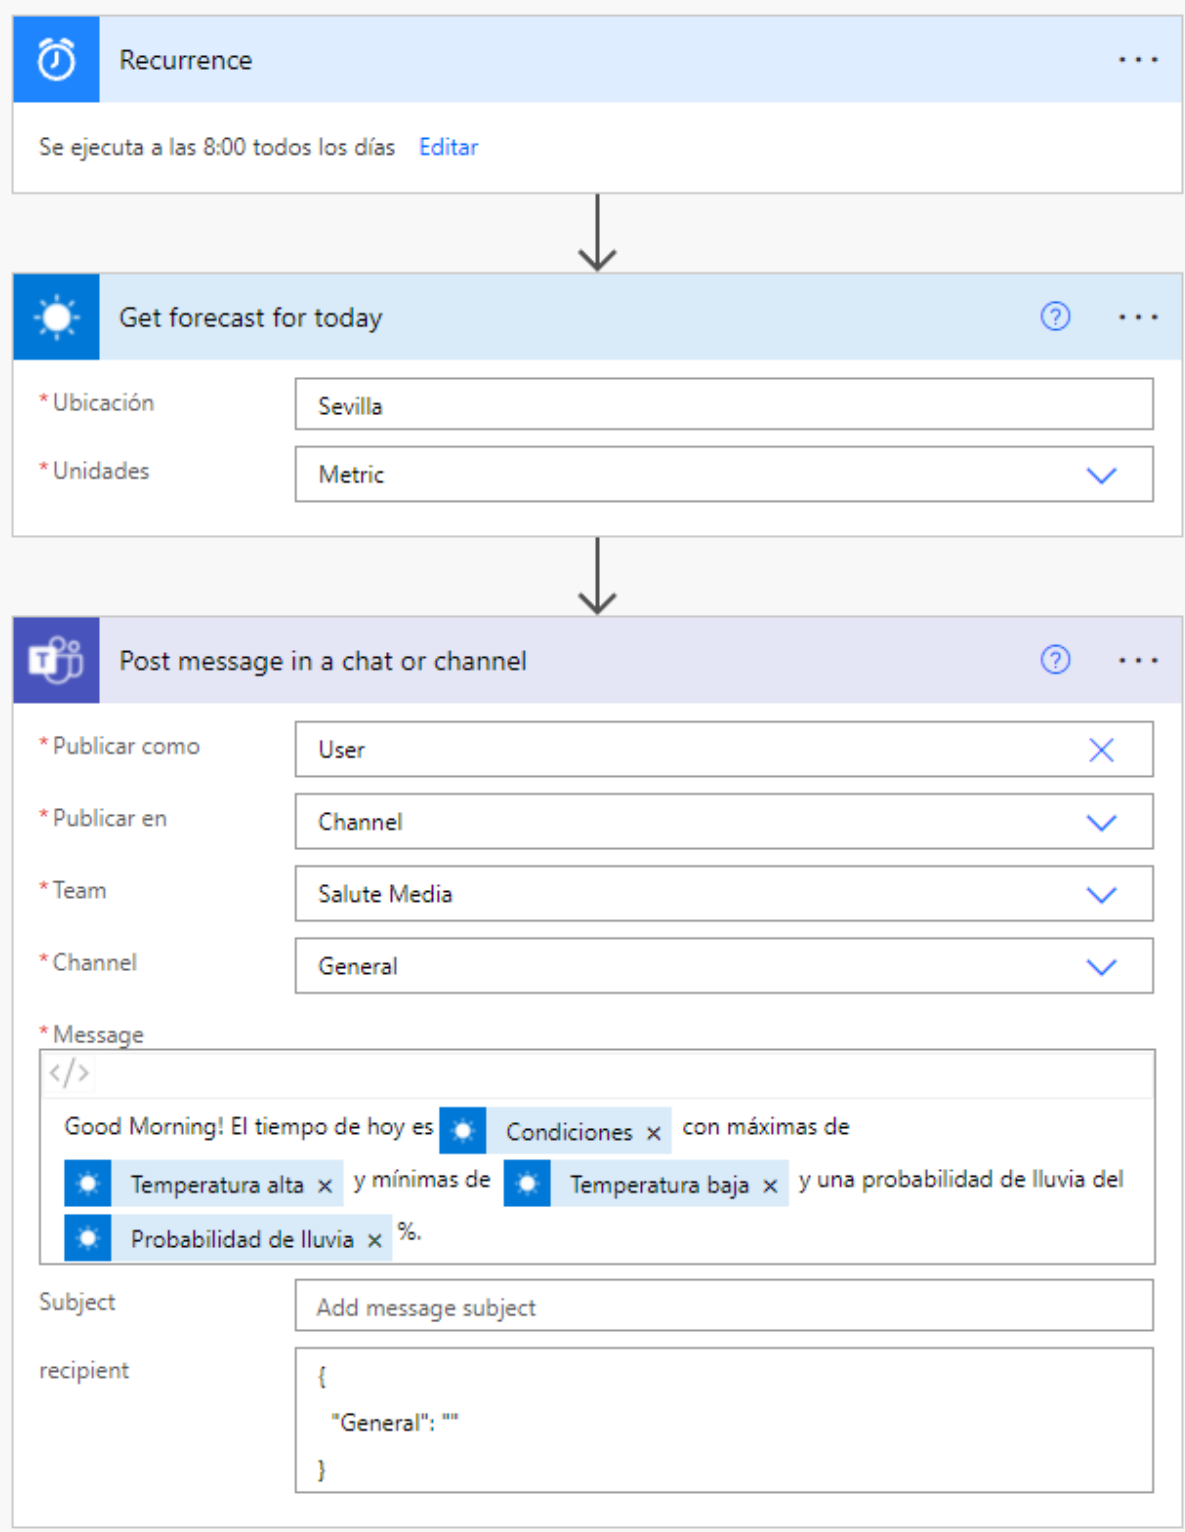 Recurrence
Se ejecuta a las 8:00 todos los días Editar
Get forecast for today
* Ubicación
Sevilla
* Unidades
Metric
T
Post message in a chat or channel
* Publicar como
User
* Publicar en
Channel
* Team
Salute Media
* Channel
General
* Message
</>
Good Morning! El tiempo de hoy es Condiciones × con máximas de
Temperatura alta × y mínimas de Temperatura baja × y una probabilidad de lluvia del
Probabilidad de lluvia × %.
Subject
Add message subject
recipient
{
"General": ""
}